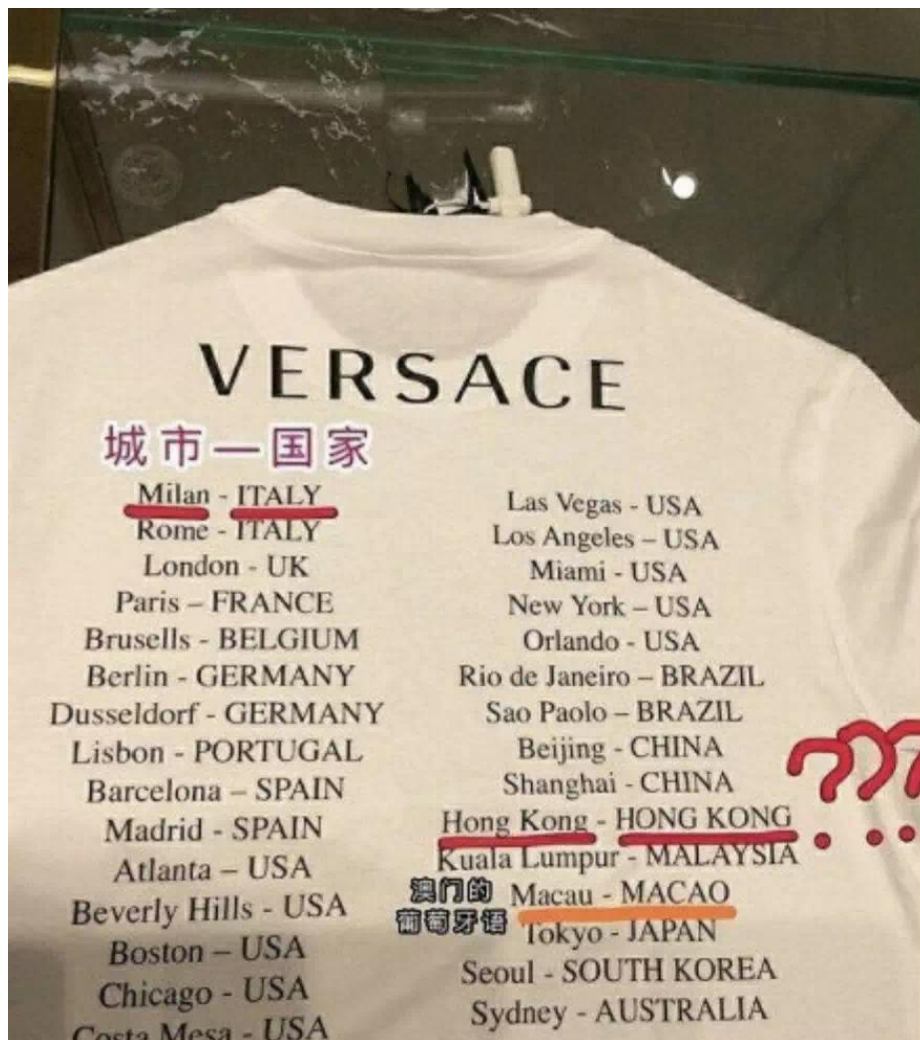 VERSACE
城市—国家
Milan - ITALY
Rome - ITALY
London - UK
Paris – FRANCE
Brusells - BELGIUM
Berlin - GERMANY
Dusseldorf - GERMANY
Lisbon - PORTUGAL
Barcelona – SPAIN
Madrid - SPAIN
Atlanta – USA
Beverly Hills - USA
Boston – USA
Chicago - USA
Costa Mesa - USA
Las Vegas - USA
Los Angeles – USA
Miami - USA
New York – USA
Orlando - USA
Rio de Janeiro – BRAZIL
Sao Paolo – BRAZIL
Beijing - CHINA
Shanghai - CHINA
Hong Kong - HONG KONG ???
Kuala Lumpur - MALAYSIA
澳门的
葡萄牙语
Macau - MACAO
Tokyo - JAPAN
Seoul - SOUTH KOREA
Sydney - AUSTRALIA